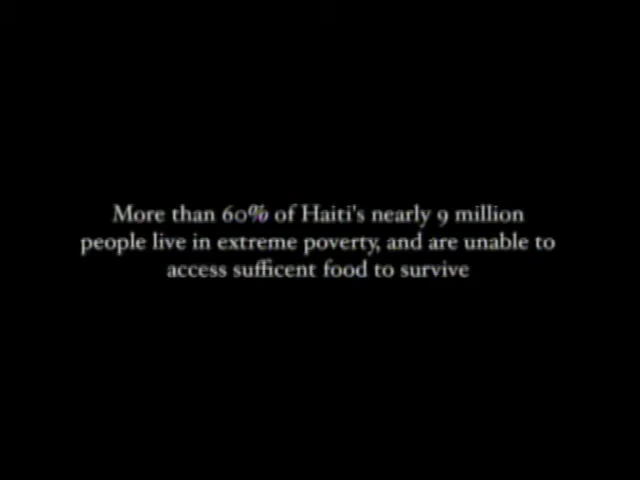 More than 60% of Haiti's nearly 9 million
people live in extreme poverty, and are unable to
access sufficent food to survive